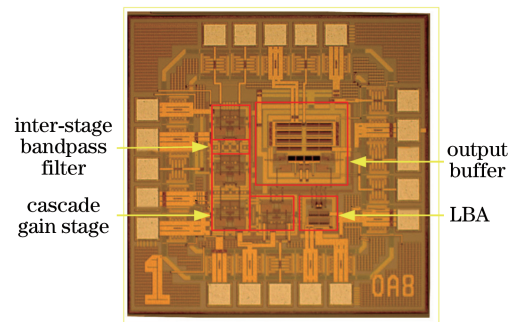 inter-stage
bandpass
filter
cascade
gain stage
output
buffer
LBA
1
OA8